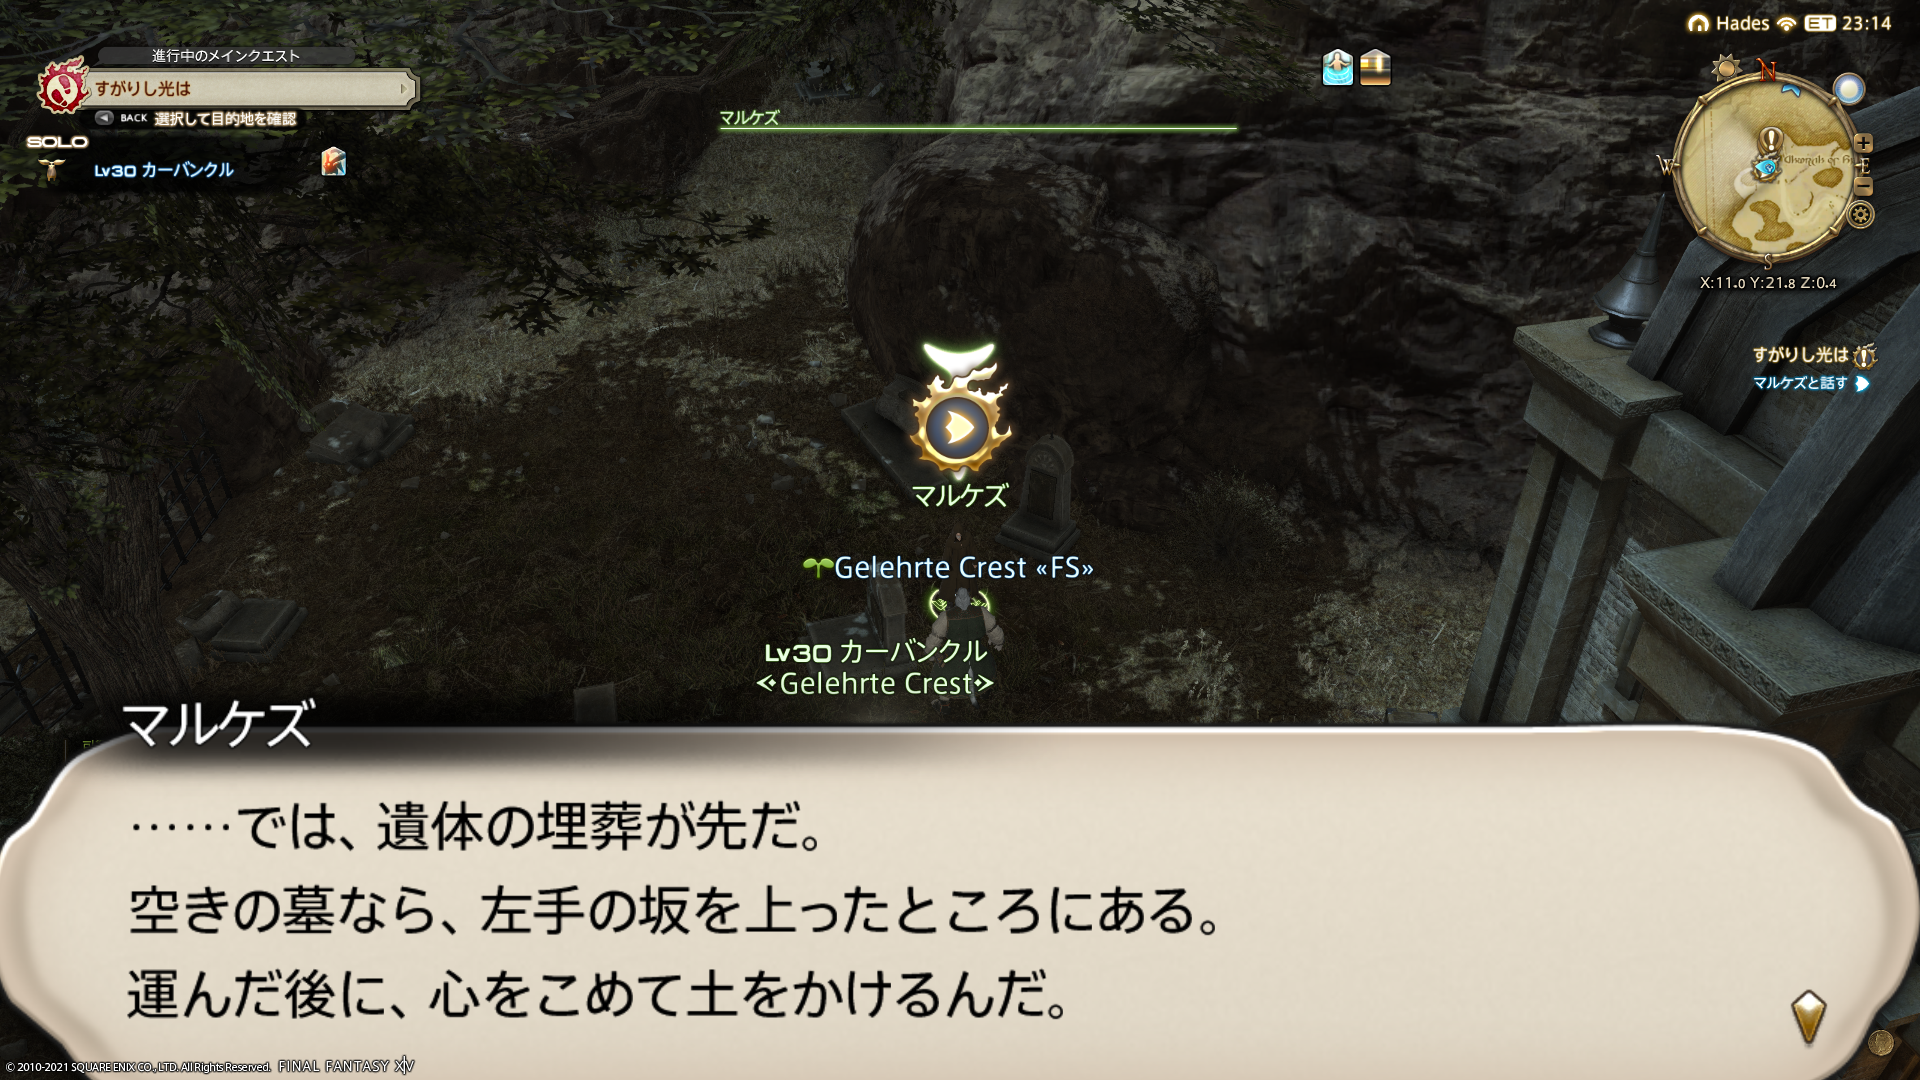 Hades ET 23:14
進行中のメインクエスト
すがりし光は
BACK 選択して目的地を確認
SOLO
Lv30 カーバンクル
マルケズ
N
W
E
S
X:11.0 Y:21.8 Z:0.4
すがりし光は
マルケズと話す
マルケズ
Gelehrte Crest «FS»
Lv30 カーバンクル
Gelehrte Crest
マルケズ
……では、遺体の埋葬が先だ。
空きの墓なら、左手の坂を上ったところにある。
運んだ後に、心をこめて土をかけるんだ。
© 2010-2021 SQUARE ENIX CO., LTD. All Rights Reserved. FINAL FANTASY XIV